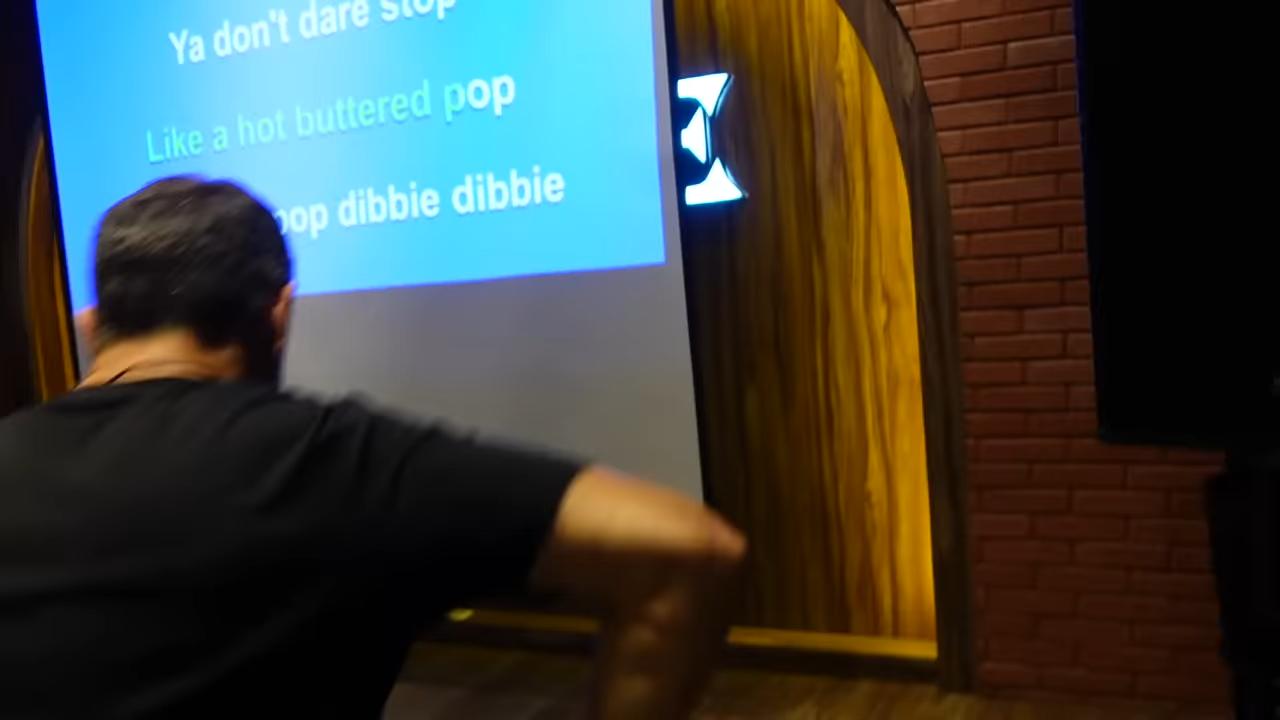 Ya don't dare stop
Like a hot buttered pop
pop dibbie dibbie